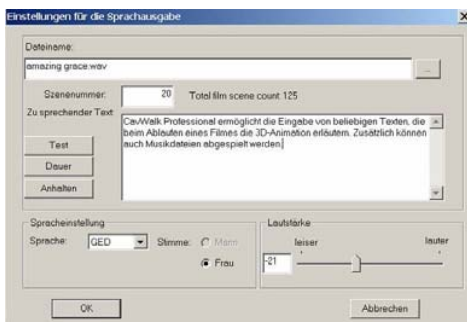 Einstellungen für die Sprachausgabe
Dateiname:
amazing grace.wav
...
Szenenummer: 20 Total film scene count: 125
Zu sprechender Text:
CavWalk Professional ermöglicht die Eingabe von beliebigen Texten, die
beim Ablaufen eines Filmes die 3D-Animation erläutern. Zusätzlich können
auch Musikdateien abgespielt werden.
Test
Dauer
Anhalten
Spracheinstellung
Sprache: GED Stimme: Mann
Frau
Lautstärke
leiser lauter
-21
OK
Abbrechen